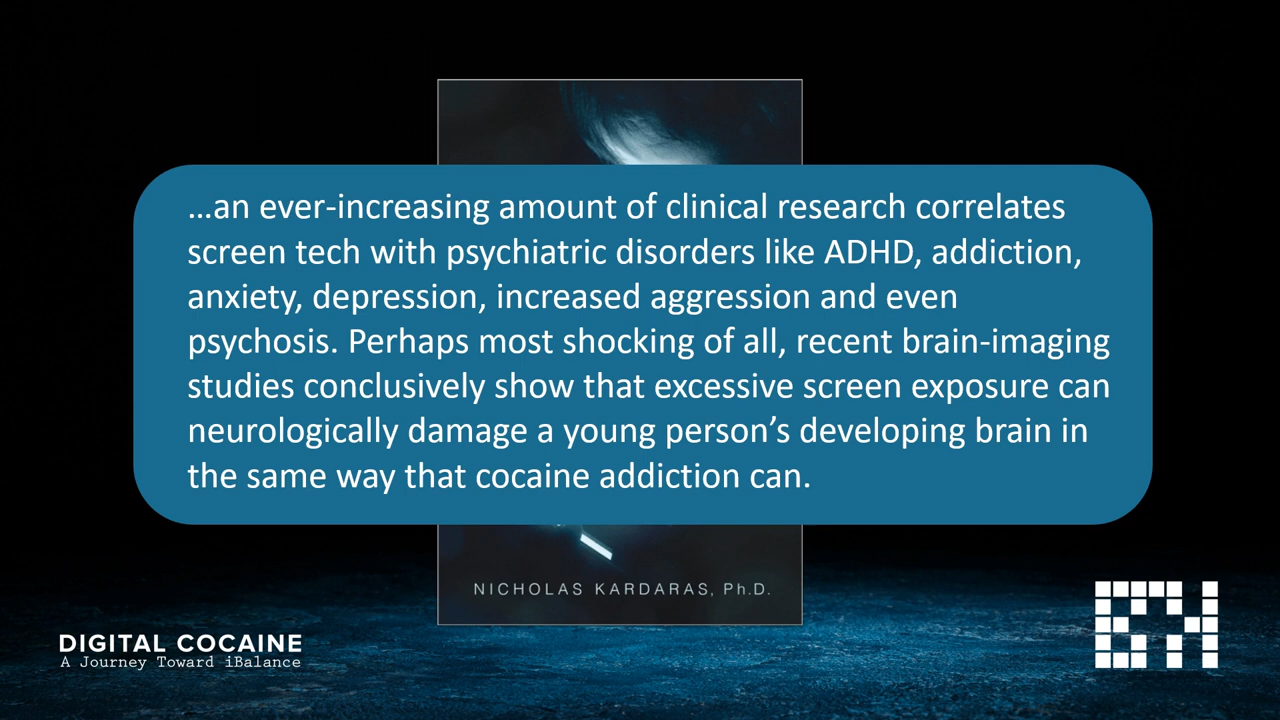 …an ever-increasing amount of clinical research correlates
screen tech with psychiatric disorders like ADHD, addiction,
anxiety, depression, increased aggression and even
psychosis. Perhaps most shocking of all, recent brain-imaging
studies conclusively show that excessive screen exposure can
neurologically damage a young person’s developing brain in
the same way that cocaine addiction can.
NICHOLAS KARDARAS, Ph.D.
DIGITAL COCAINE
A Journey Toward iBalance